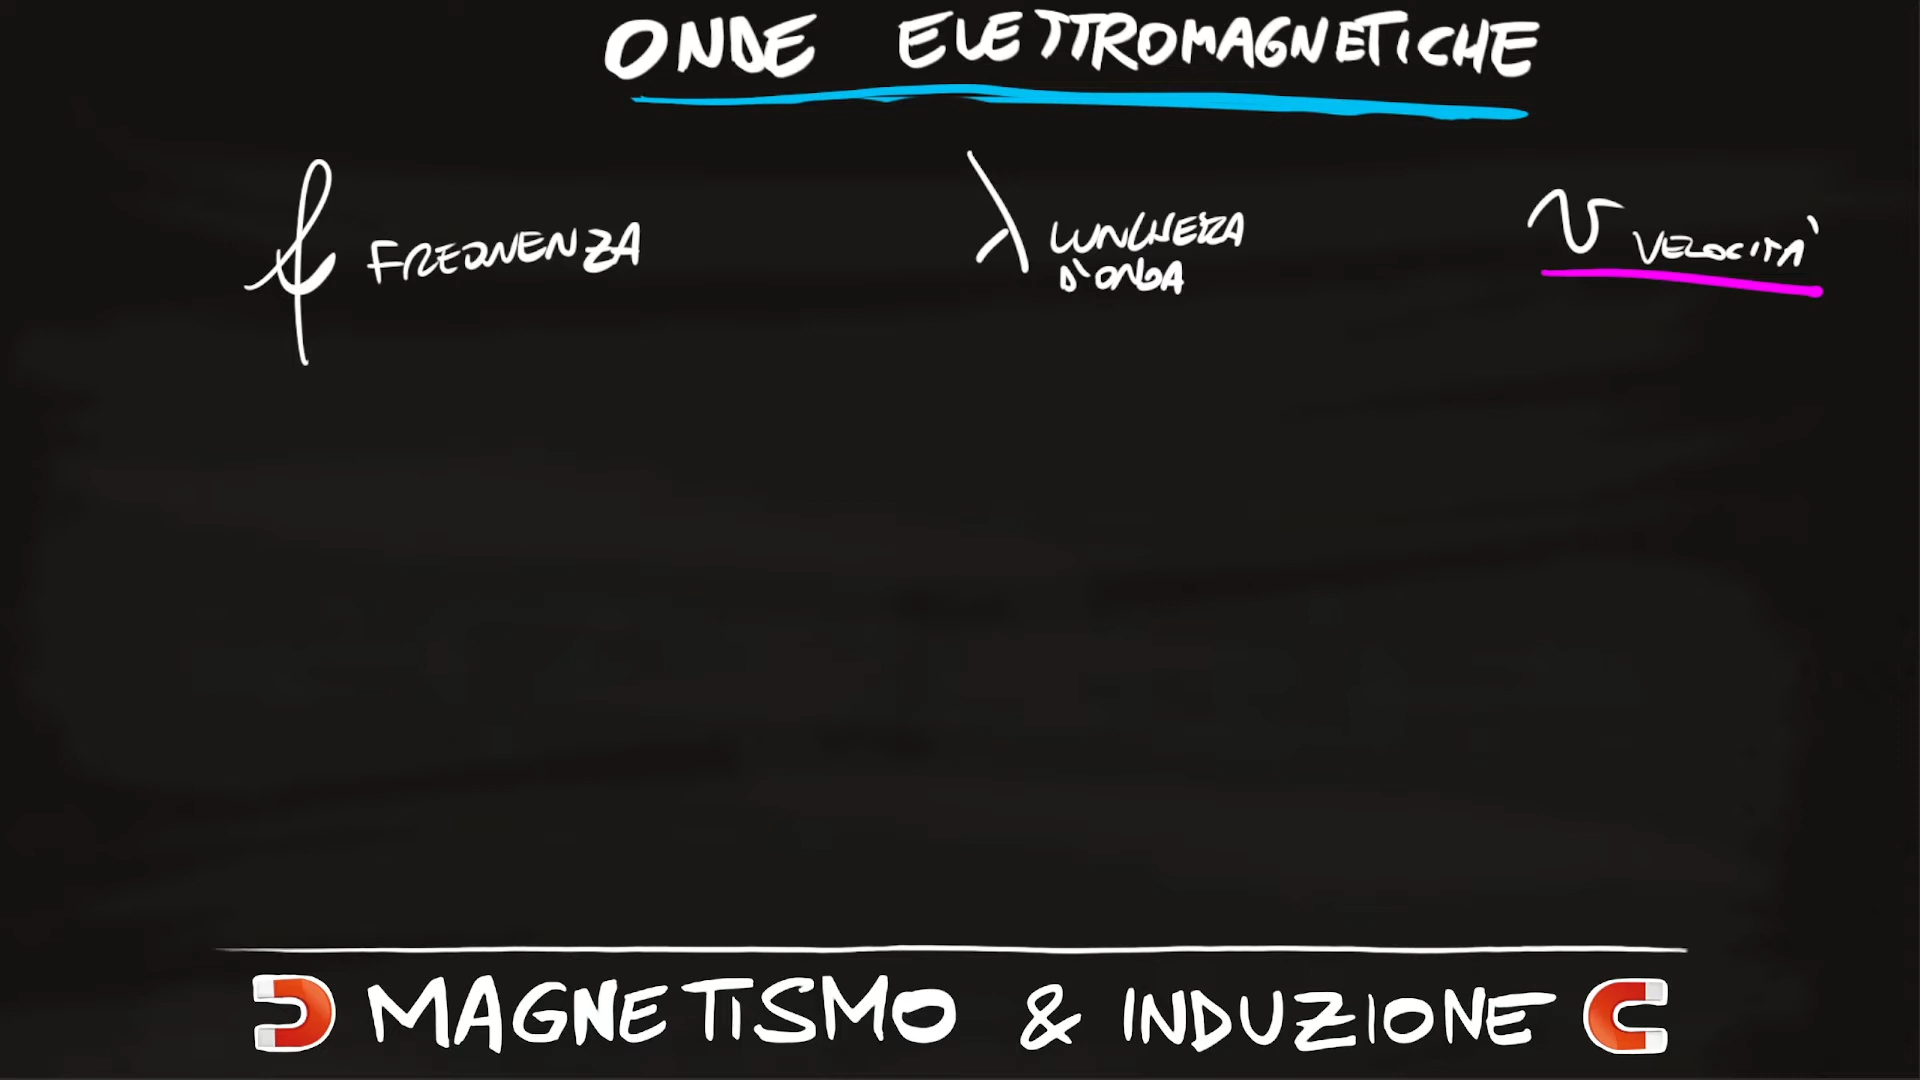 ONDE ELETTROMAGNETICHE
f FREQUENZA
λ LUNGHEZZA
D'ONDA
v VELOCITÀ
MAGNETISMO & INDUZIONE